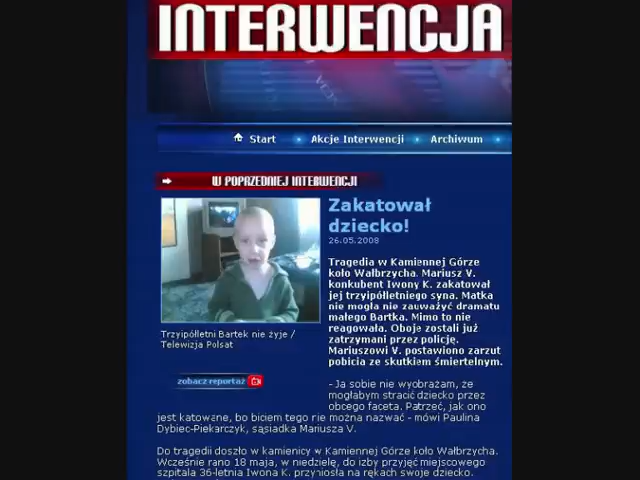 INTERWENCJA
Start
Akcje Interwencji
Archiwum
W POPRZEDNIEJ INTERWENCJI
Zakatował
dziecko!
26.05.2008
Tragedia w Kamiennej Górze
koło Wałbrzycha. Mariusz V.
konkubent Iwony K. zakatował
jej trzyipółletniego syna. Matka
nie mogła nie zauważyć dramatu
małego Bartka. Mimo to nie
reagowała. Oboje zostali już
zatrzymani przez policję.
Mariuszowi V. postawiono zarzut
pobicia ze skutkiem śmiertelnym.
Trzyipółletni Bartek nie żyje /
Telewizja Polsat
zobacz reportaż
- Ja sobie nie wyobrażam, że
mogłabym stracić dziecko przez
obcego faceta. Patrzeć, jak ono
jest katowane, bo biciem tego nie można nazwać - mówi Paulina
Dybiec-Piekarczyk, sąsiadka Mariusza V.
Do tragedii doszło w kamienicy w Kamiennej Górze koło Wałbrzycha.
Wcześnie rano 18 maja, w niedzielę, do izby przyjęć miejscowego
szpitala 36-letnia Iwona K. przyniosła na rękach swoje dziecko.